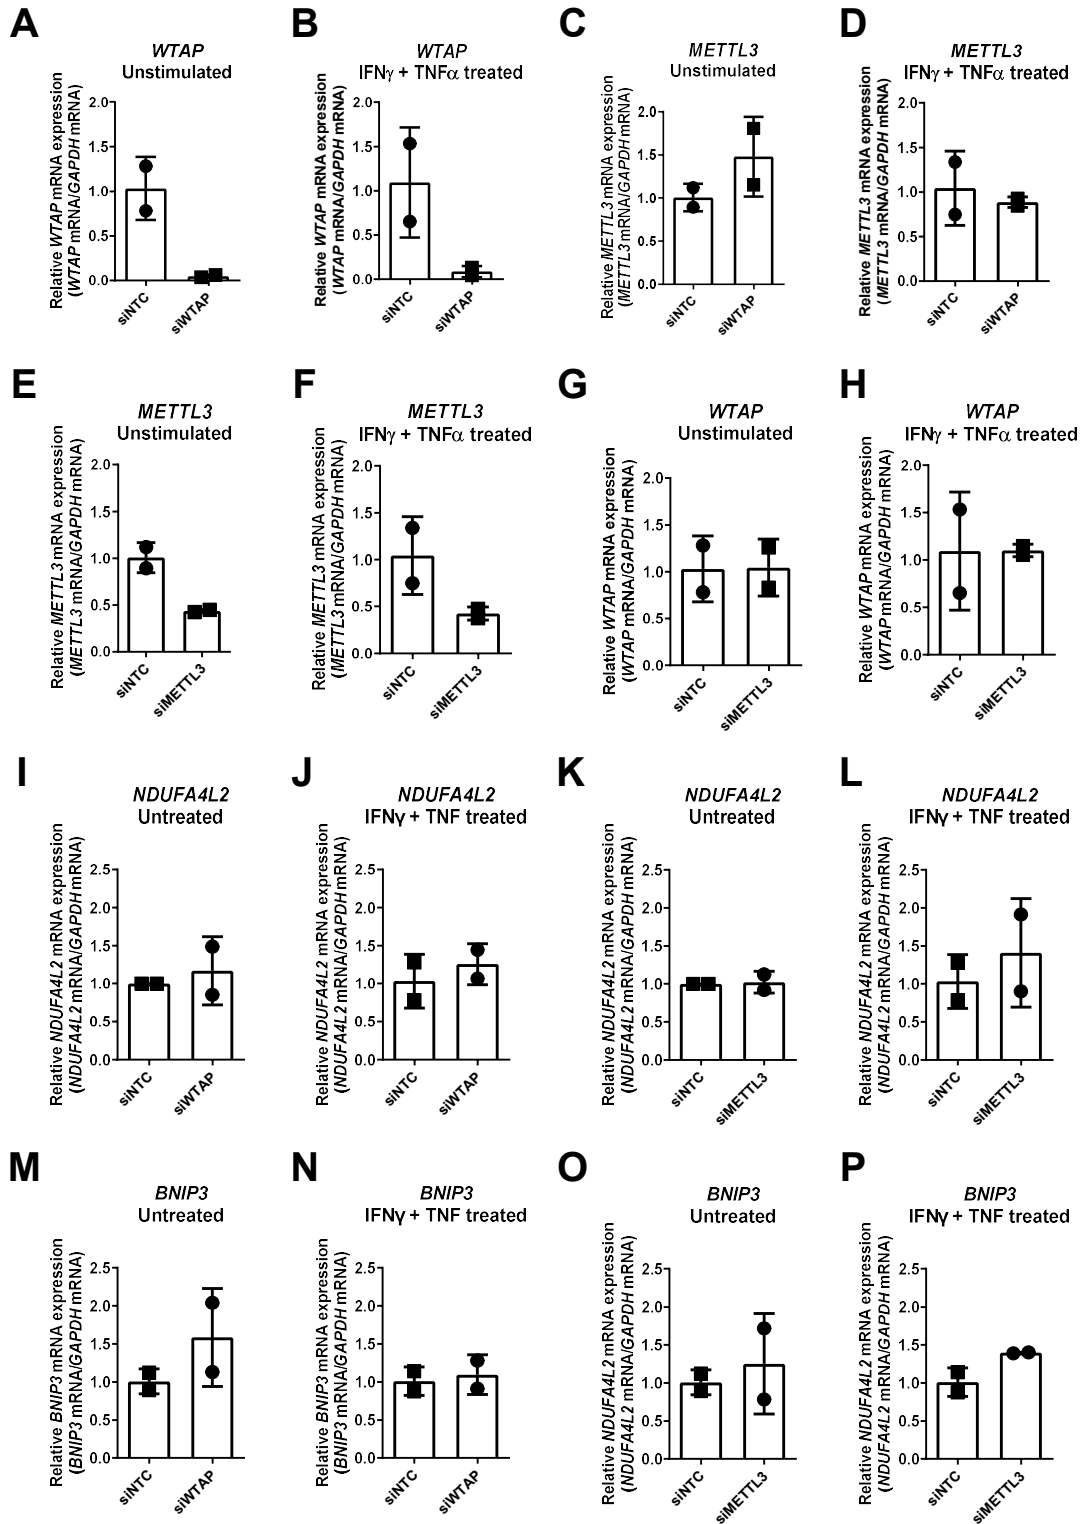 A
WTAP
Unstimulated
Relative WTAP mRNA expression
(WTAP mRNA/GAPDH mRNA)
2.0
1.5
1.0
0.5
0.0
siNTC
siWTAP
B
WTAP
IFNγ + TNFα treated
Relative WTAP mRNA expression
(WTAP mRNA/GAPDH mRNA)
2.0
1.5
1.0
0.5
0.0
siNTC
siWTAP
C
METTL3
Unstimulated
Relative METTL3 mRNA expression
(METTL3 mRNA/GAPDH mRNA)
2.0
1.5
1.0
0.5
0.0
siNTC
siWTAP
D
METTL3
IFNγ + TNFα treated
Relative METTL3 mRNA expression
(METTL3 mRNA/GAPDH mRNA)
2.0
1.5
1.0
0.5
0.0
siNTC
siWTAP
E
METTL3
Unstimulated
Relative METTL3 mRNA expression
(METTL3 mRNA/GAPDH mRNA)
2.0
1.5
1.0
0.5
0.0
siNTC
siMETTL3
F
METTL3
IFNγ + TNFα treated
Relative METTL3 mRNA expression
(METTL3 mRNA/GAPDH mRNA)
2.0
1.5
1.0
0.5
0.0
siNTC
siMETTL3
G
WTAP
Unstimulated
Relative WTAP mRNA expression
(WTAP mRNA/GAPDH mRNA)
2.0
1.5
1.0
0.5
0.0
siNTC
siMETTL3
H
WTAP
IFNγ + TNFα treated
Relative WTAP mRNA expression
(WTAP mRNA/GAPDH mRNA)
2.0
1.5
1.0
0.5
0.0
siNTC
siMETTL3
I
NDUFA4L2
Untreated
Relative NDUFA4L2 mRNA expression
(NDUFA4L2 mRNA/GAPDH mRNA)
2.5
2.0
1.5
1.0
0.5
0.0
siNTC
siWTAP
J
NDUFA4L2
IFNγ + TNF treated
Relative NDUFA4L2 mRNA expression
(NDUFA4L2 mRNA/GAPDH mRNA)
2.5
2.0
1.5
1.0
0.5
0.0
siNTC
siWTAP
K
NDUFA4L2
Untreated
Relative NDUFA4L2 mRNA expression
(NDUFA4L2 mRNA/GAPDH mRNA)
2.5
2.0
1.5
1.0
0.5
0.0
siNTC
siMETTL3
L
NDUFA4L2
IFNγ + TNF treated
Relative NDUFA4L2 mRNA expression
(NDUFA4L2 mRNA/GAPDH mRNA)
2.5
2.0
1.5
1.0
0.5
0.0
siNTC
siMETTL3
M
BNIP3
Untreated
Relative BNIP3 mRNA expression
(BNIP3 mRNA/GAPDH mRNA)
2.5
2.0
1.5
1.0
0.5
0.0
siNTC
siWTAP
N
BNIP3
IFNγ + TNF treated
Relative BNIP3 mRNA expression
(BNIP3 mRNA/GAPDH mRNA)
2.5
2.0
1.5
1.0
0.5
0.0
siNTC
siWTAP
O
BNIP3
Untreated
Relative NDUFA4L2 mRNA expression
(NDUFA4L2 mRNA/GAPDH mRNA)
2.5
2.0
1.5
1.0
0.5
0.0
siNTC
siMETTL3
P
BNIP3
IFNγ + TNF treated
Relative NDUFA4L2 mRNA expression
(NDUFA4L2 mRNA/GAPDH mRNA)
2.5
2.0
1.5
1.0
0.5
0.0
siNTC
siMETTL3